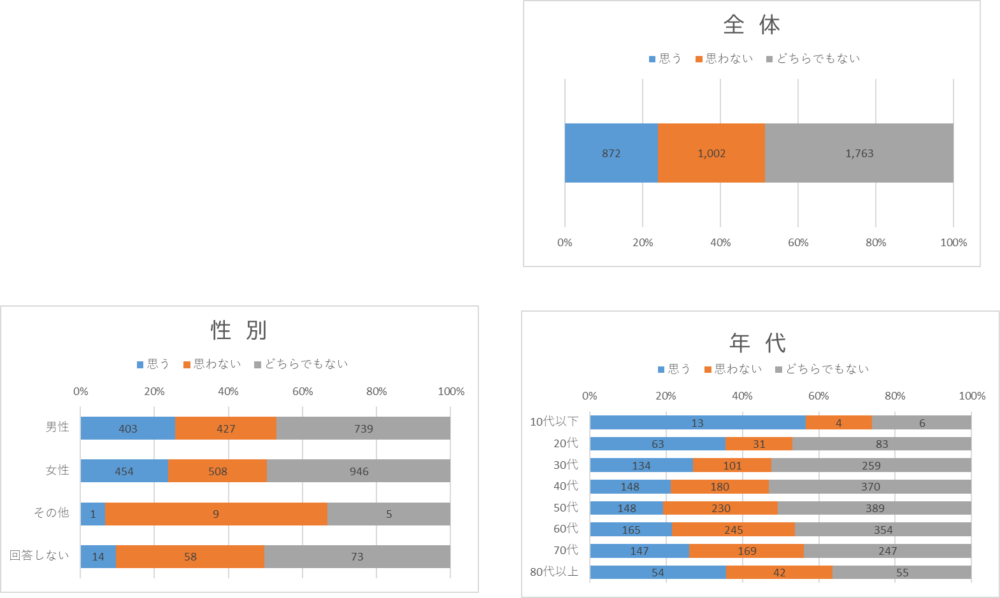 全 体
思う 思わない どちらでもない
872 1,002 1,763
0% 20% 40% 60% 80% 100%
性 別
思う 思わない どちらでもない
0% 20% 40% 60% 80% 100%
男性 403 427 739
女性 454 508 946
その他 1 9 5
回答しない 14 58 73
年 代
思う 思わない どちらでもない
0% 20% 40% 60% 80% 100%
10代以下 13 4 6
20代 63 31 83
30代 134 101 259
40代 148 180 370
50代 148 230 389
60代 165 245 354
70代 147 169 247
80代以上 54 42 55